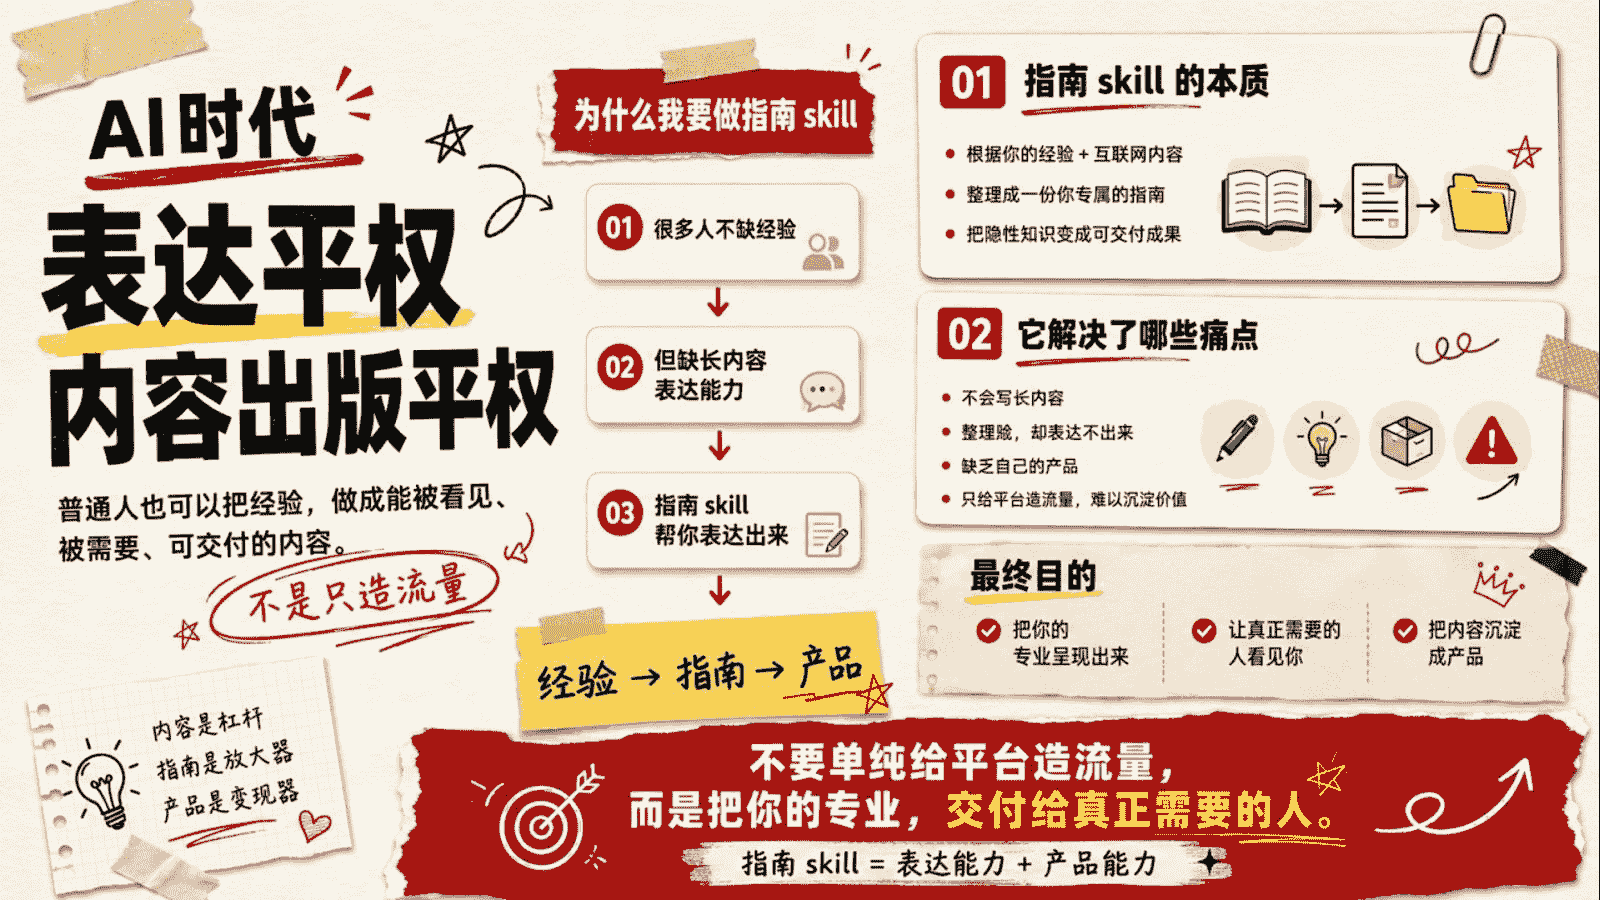 AI时代
表达平权
内容出版平权
普通人也可以把经验，做成能被看见、
被需要、可交付的内容。
不是只造流量
内容是杠杆
指南是放大器
产品是变现器
为什么我要做指南 skill
01
很多人不缺经验
02
但缺长内容
表达能力
03
指南 skill
帮你表达出来
经验 → 指南 → 产品
01 指南 skill 的本质
根据你的经验 + 互联网内容
整理成一份你专属的指南
把隐性知识变成可交付成果
02 它解决了哪些痛点
不会写长内容
整理，却表达不出来
缺乏自己的产品
只给平台造流量，难以沉淀价值
最终目的
把你的
专业呈现出来
让真正需要的
人看见你
把内容沉淀
成产品
不要单纯给平台造流量，
而是把你的专业，交付给真正需要的人。
指南 skill = 表达能力 + 产品能力